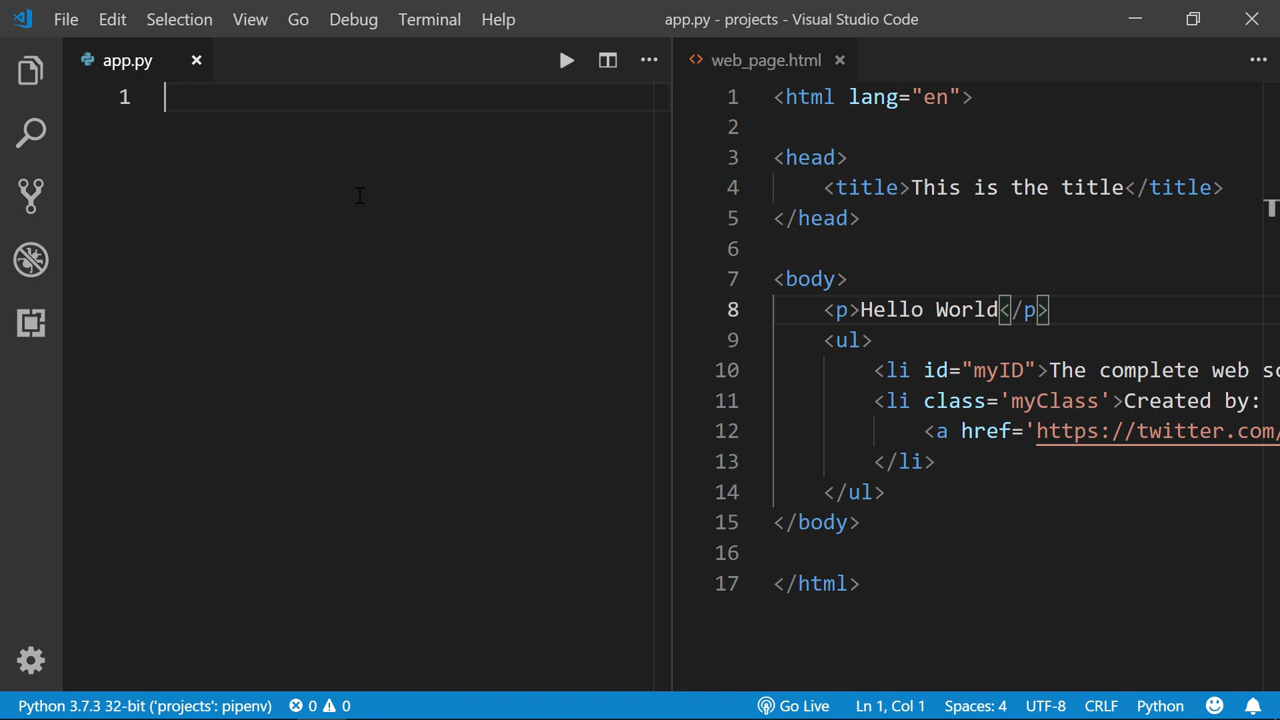 File Edit Selection View Go Debug Terminal Help app.py - projects - Visual Studio Code
app.py
1
web_page.html
1 <html lang="en">
2
3 <head>
4 <title>This is the title</title>
5 </head>
6
7 <body>
8 <p>Hello World</p>
9 <ul>
10 <li id="myID">The complete web
11 <li class='myClass'>Created by:
12 <a href='https://twitter.com/
13 </li>
14 </ul>
15 </body>
16
17 </html>
Python 3.7.3 32-bit ('projects': pipenv) 0 0 Go Live Ln 1, Col 1 Spaces: 4 UTF-8 CRLF Python